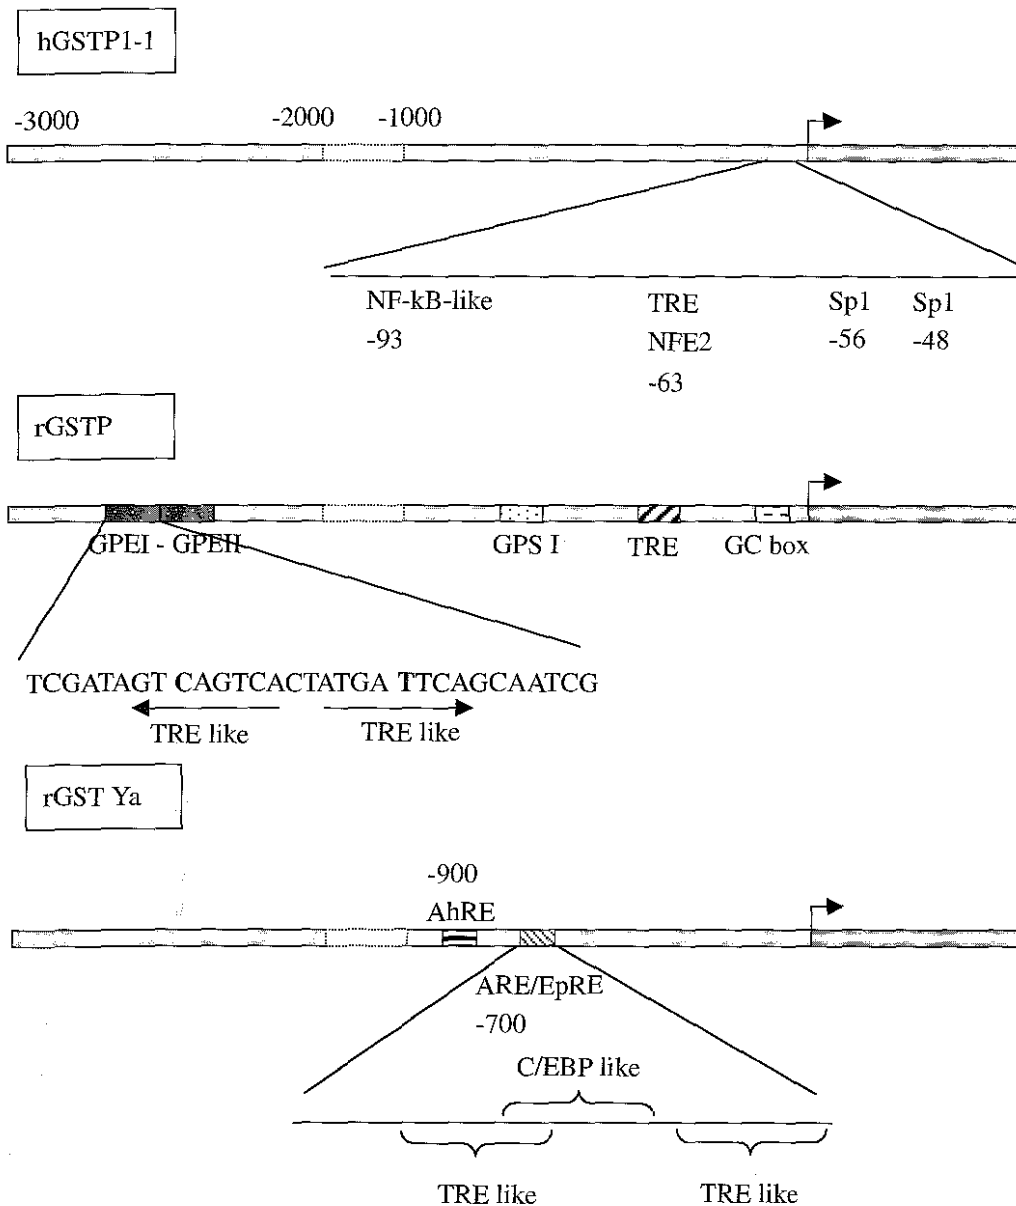 hGSTP1-1
-3000 -2000 -1000
NF-kB-like TRE Sp1 Sp1
-93 NFE2 -56 -48
-63
rGSTP
GPEI - GPEII GPS I TRE GC box
TCGATAGT CAGTCACTATGA TTCAGCAATCG
TRE like TRE like
rGST Ya
-900
AhRE
ARE/EpRE
-700
C/EBP like
TRE like TRE like